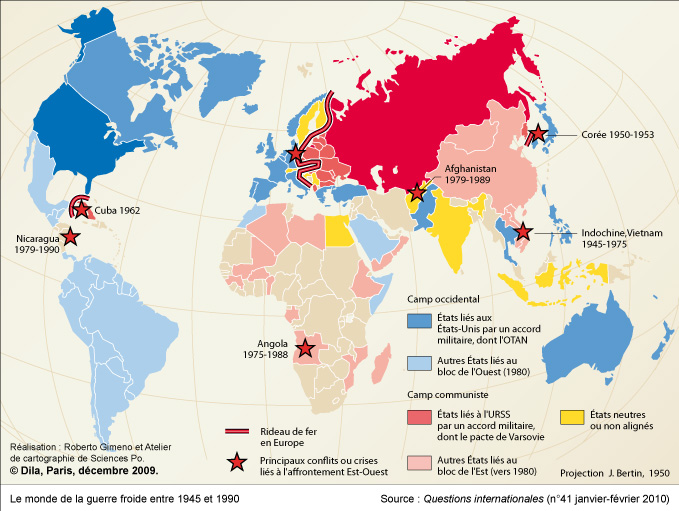 Corée 1950-1953
Afghanistan
1979-1989
Cuba 1962
Nicaragua
1979-1990
Indochine,Vietnam
1945-1975
Angola
1975-1988
Camp occidental
États liés aux
États-Unis par un accord
militaire, dont l'OTAN
Autres États liés au
bloc de l'Ouest (1980)
Camp communiste
États liés à l'URSS
par un accord militaire,
dont le pacte de Varsovie
Autres États liés au
bloc de l'Est (vers 1980)
États neutres
ou non alignés
Rideau de fer
en Europe
Principaux conflits ou crises
liés à l'affrontement Est-Ouest
Réalisation : Roberto Gimeno et Atelier
de cartographie de Sciences Po.
© Dila, Paris, décembre 2009.
Projection J. Bertin, 1950
Le monde de la guerre froide entre 1945 et 1990
Source : Questions internationales (n°41 janvier-février 2010)